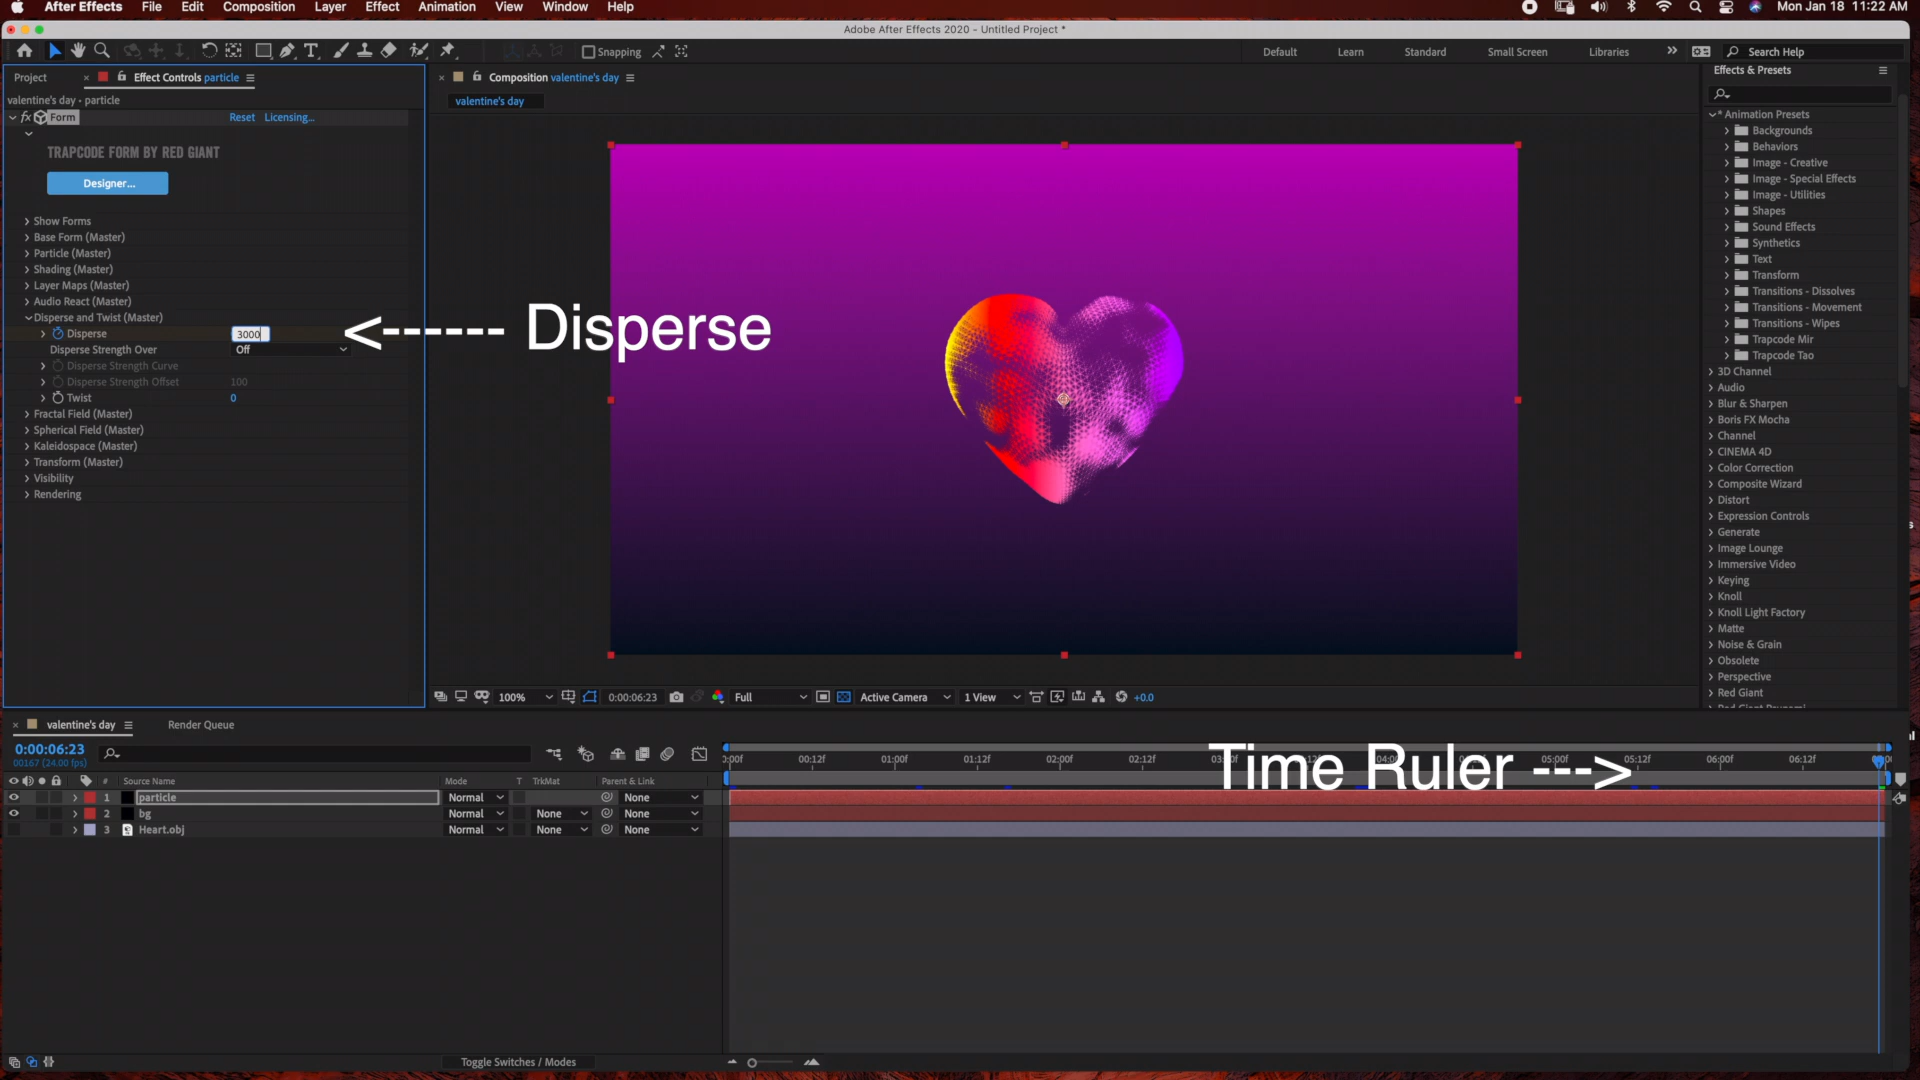 After Effects File Edit Composition Layer Effect Animation View Window Help Mon Jan 18 11:22 AM
Adobe After Effects 2020 - Untitled Project *
Snapping Default Learn Standard Small Screen Libraries Search Help
Project Effect Controls particle
Composition valentine's day
Effects & Presets
valentine's day • particle
valentine's day
fx Form Reset Licensing...
TRAPCODE FORM BY RED GIANT
Designer...
Show Forms
Base Form (Master)
Particle (Master)
Shading (Master)
Layer Maps (Master)
Audio React (Master)
Disperse and Twist (Master)
Disperse 3000
Disperse Strength Over Off
Disperse Strength Curve
Disperse Strength Offset 100
Twist 0
Fractal Field (Master)
Spherical Field (Master)
Kaleidospace (Master)
Transform (Master)
Visibility
Rendering
<------ Disperse
* Animation Presets
Backgrounds
Behaviors
Image - Creative
Image - Special Effects
Image - Utilities
Shapes
Sound Effects
Synthetics
Text
Transform
Transitions - Dissolves
Transitions - Movement
Transitions - Wipes
Trapcode Mir
Trapcode Tao
3D Channel
Audio
Blur & Sharpen
Boris FX Mocha
Channel
CINEMA 4D
Color Correction
Composite Wizard
Distort
Expression Controls
Generate
Image Lounge
Immersive Video
Keying
Knoll
Knoll Light Factory
Matte
Noise & Grain
Obsolete
Perspective
Red Giant
100% 0:00:06:23 Full Active Camera 1 View +0.0
valentine's day Render Queue
0:00:06:23
00167 (24.00 fps)
:00f 00:12f 01:00f 01:12f 02:00f 02:12f 05:00f 05:12f 06:00f 06:12f
Time Ruler --->
# Source Name Mode T TrkMat Parent & Link
1 particle Normal None
2 bg Normal None None
3 Heart.obj Normal None None
Toggle Switches / Modes